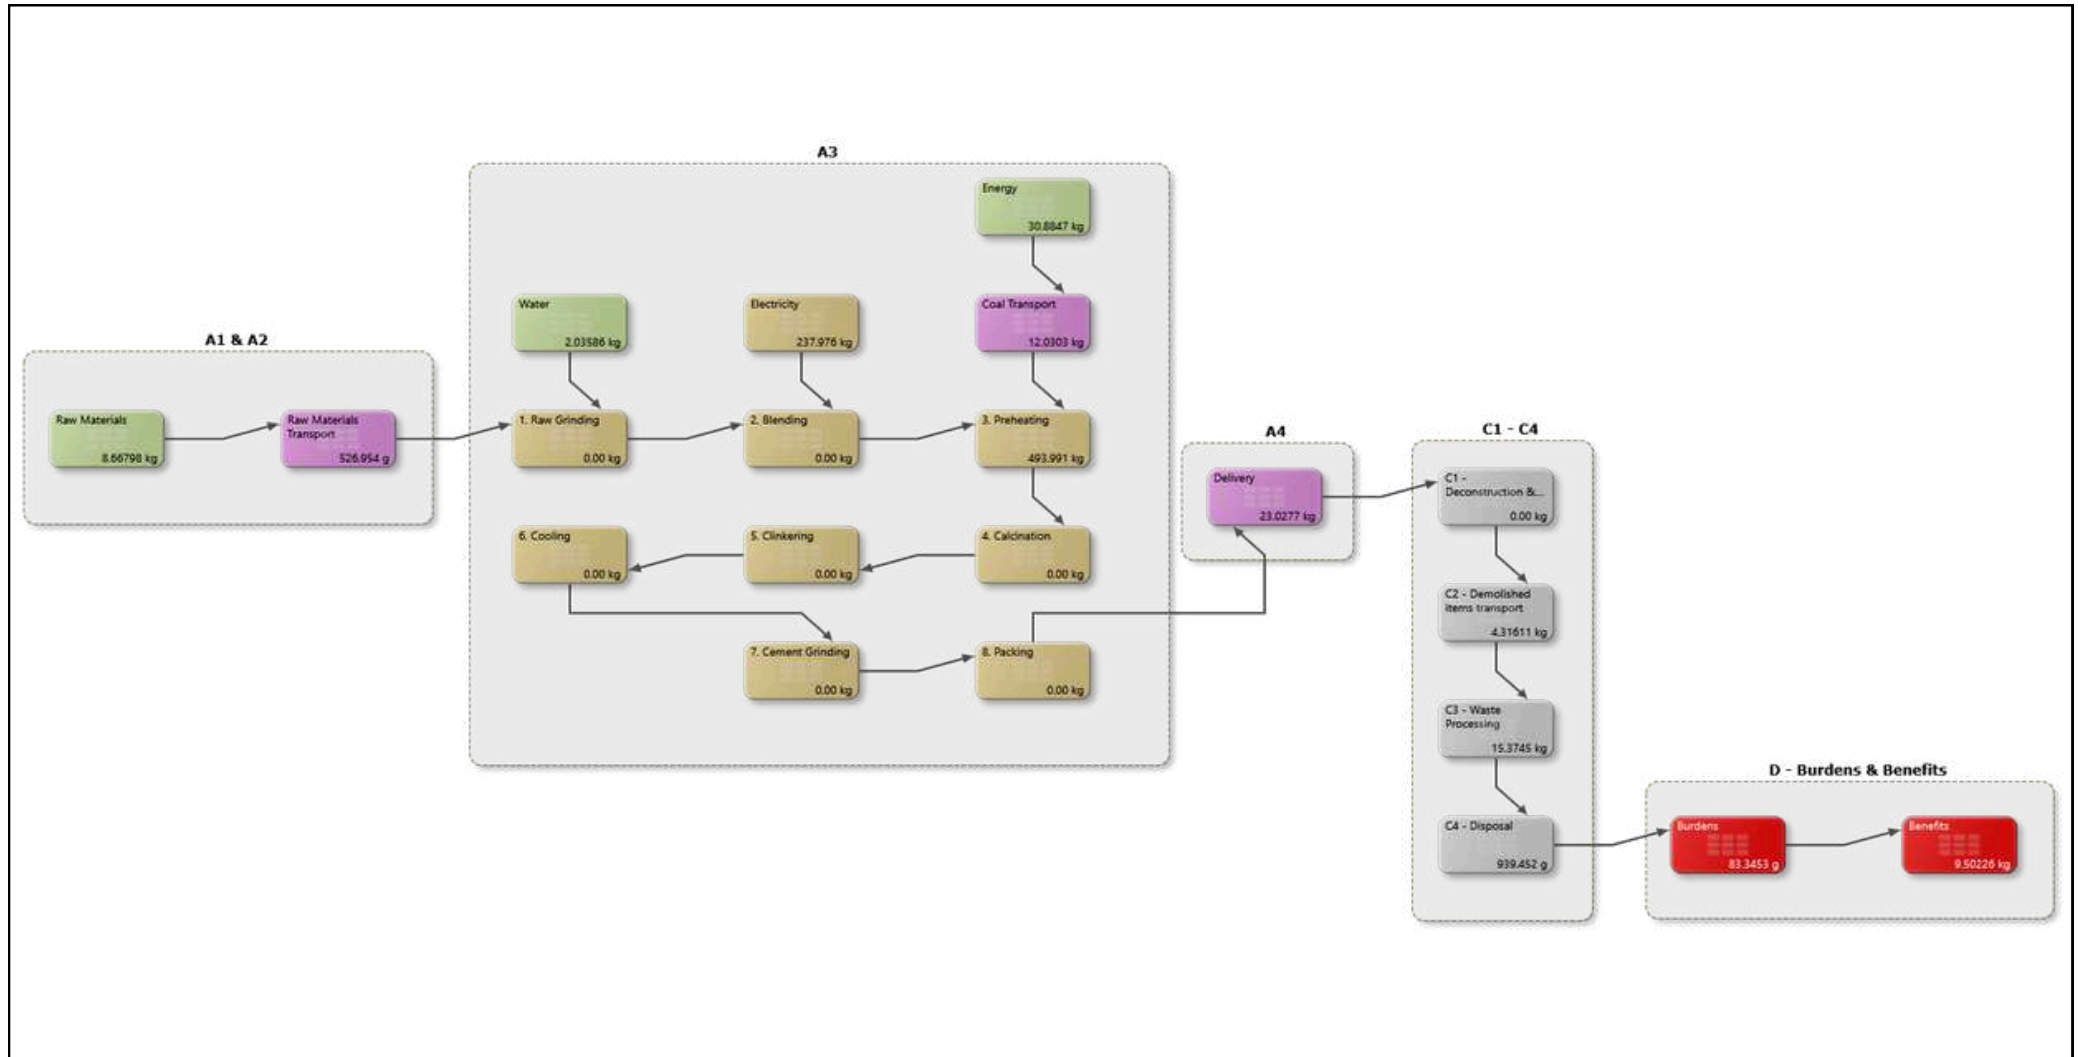 A1 & A2
Raw Materials
8.66798 kg
Raw Materials
Transport
526.954 g
A3
Energy
30.8847 kg
Water
2.03586 kg
Electricity
237.976 kg
Coal Transport
12.0303 kg
1. Raw Grinding
0.00 kg
2. Blending
0.00 kg
3. Preheating
493.991 kg
6. Cooling
0.00 kg
5. Clinkering
0.00 kg
4. Calcination
0.00 kg
7. Cement Grinding
0.00 kg
8. Packing
0.00 kg
A4
Delivery
23.0277 kg
C1 - C4
C1 -
Deconstruction &...
0.00 kg
C2 - Demolished
items transport
4.31611 kg
C3 - Waste
Processing
15.3745 kg
C4 - Disposal
939.452 g
D - Burdens & Benefits
Burdens
83.3453 g
Benefits
9.50226 kg